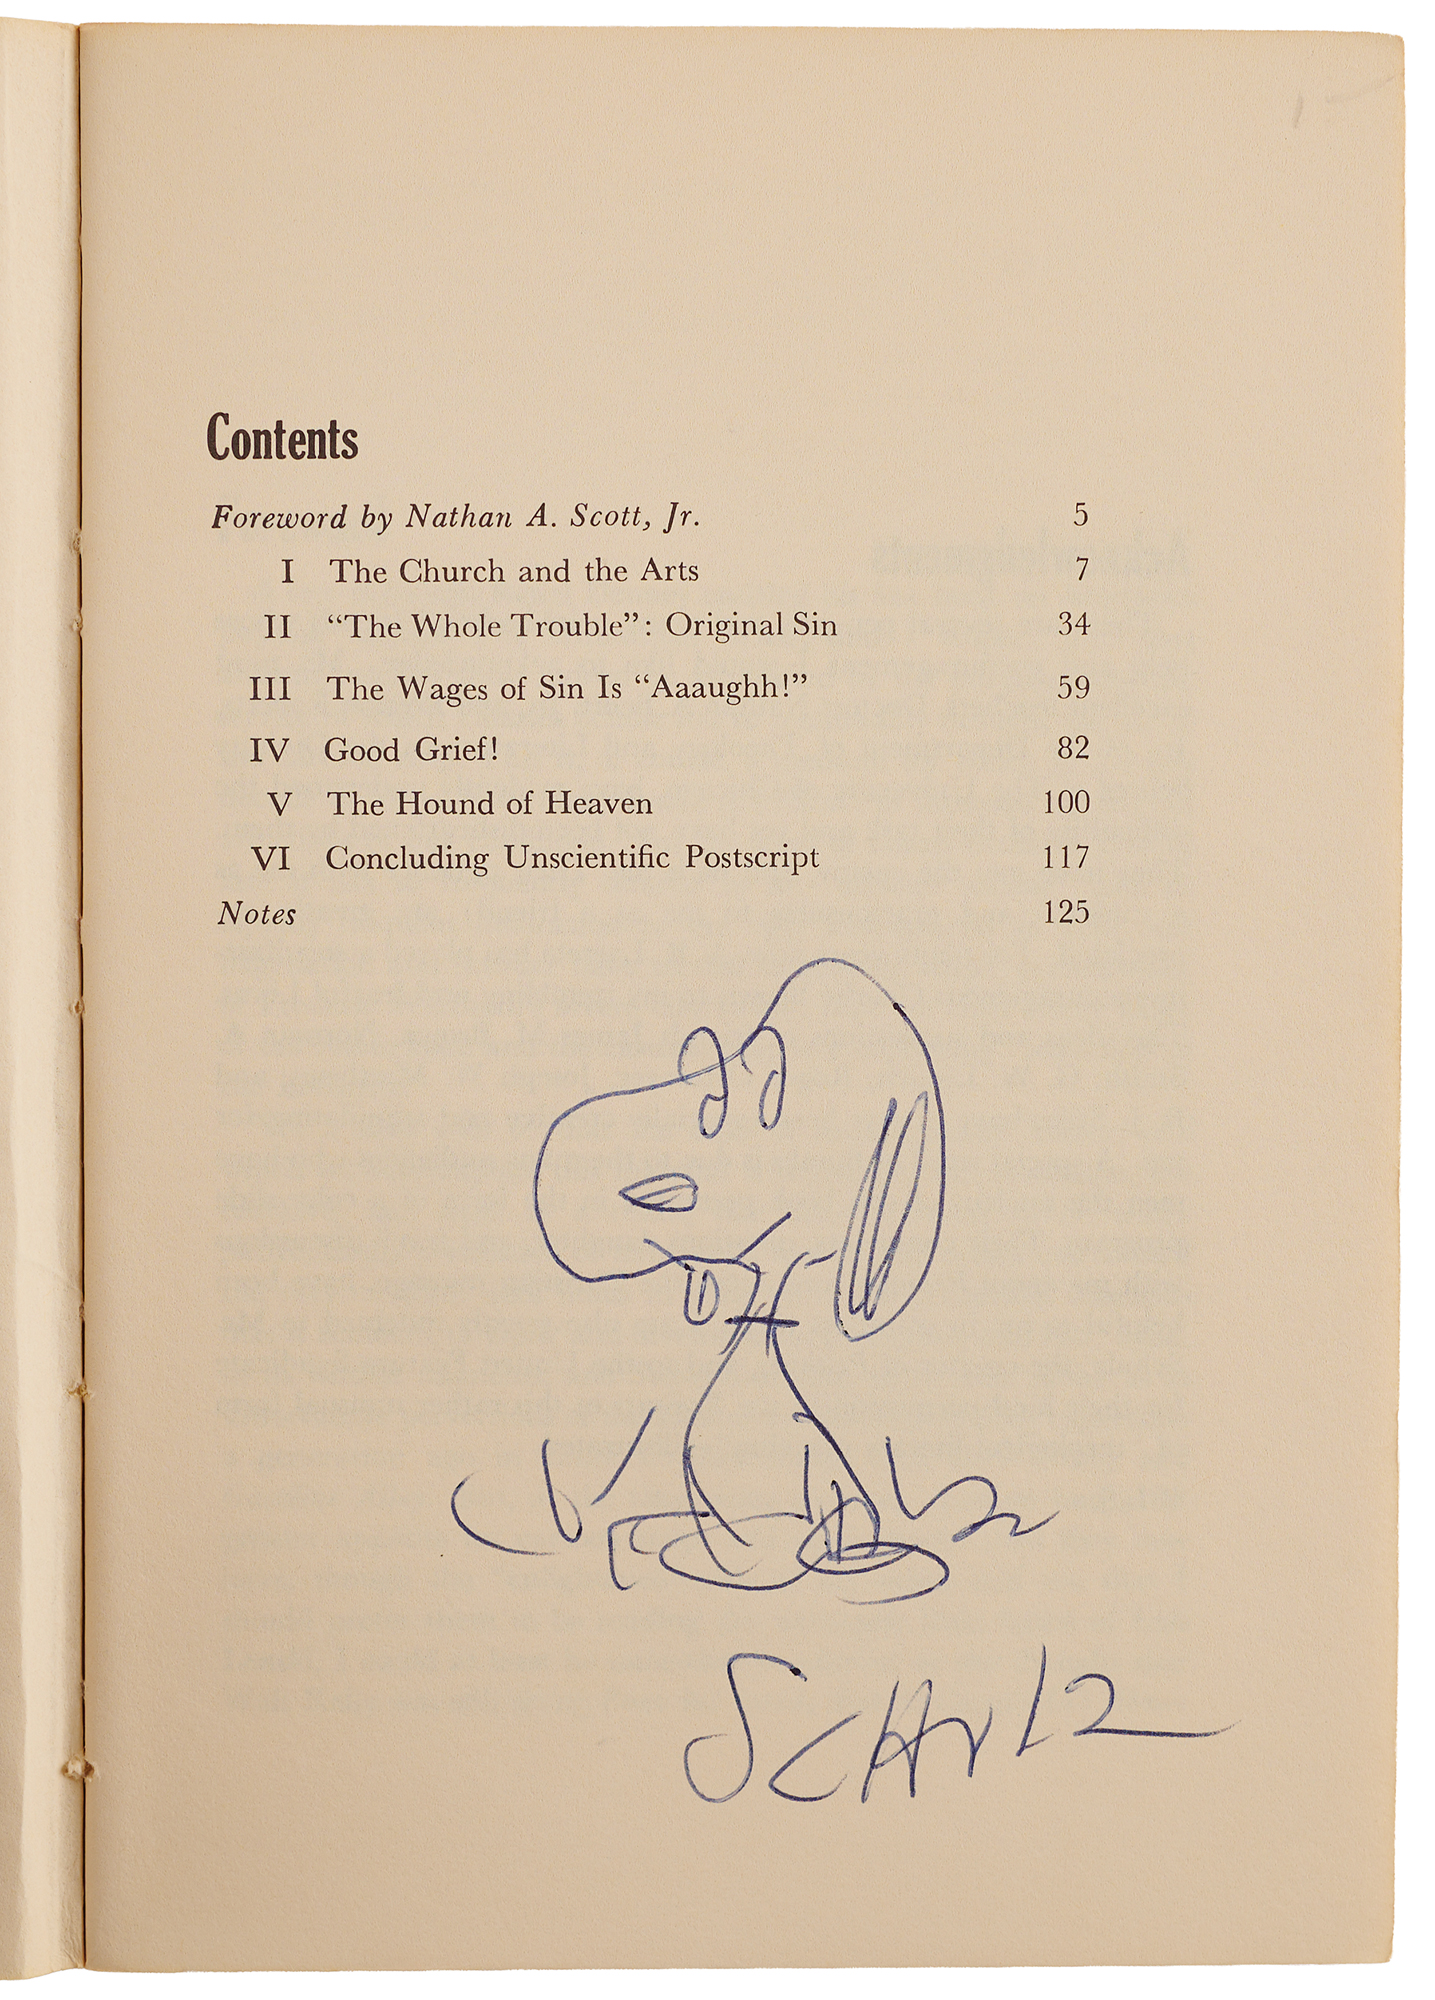 Contents
Foreword by Nathan A. Scott, Jr. 5
I The Church and the Arts 7
II “The Whole Trouble”: Original Sin 34
III The Wages of Sin Is “Aaaughh!” 59
IV Good Grief! 82
V The Hound of Heaven 100
VI Concluding Unscientific Postscript 117
Notes 125
SCHULZ